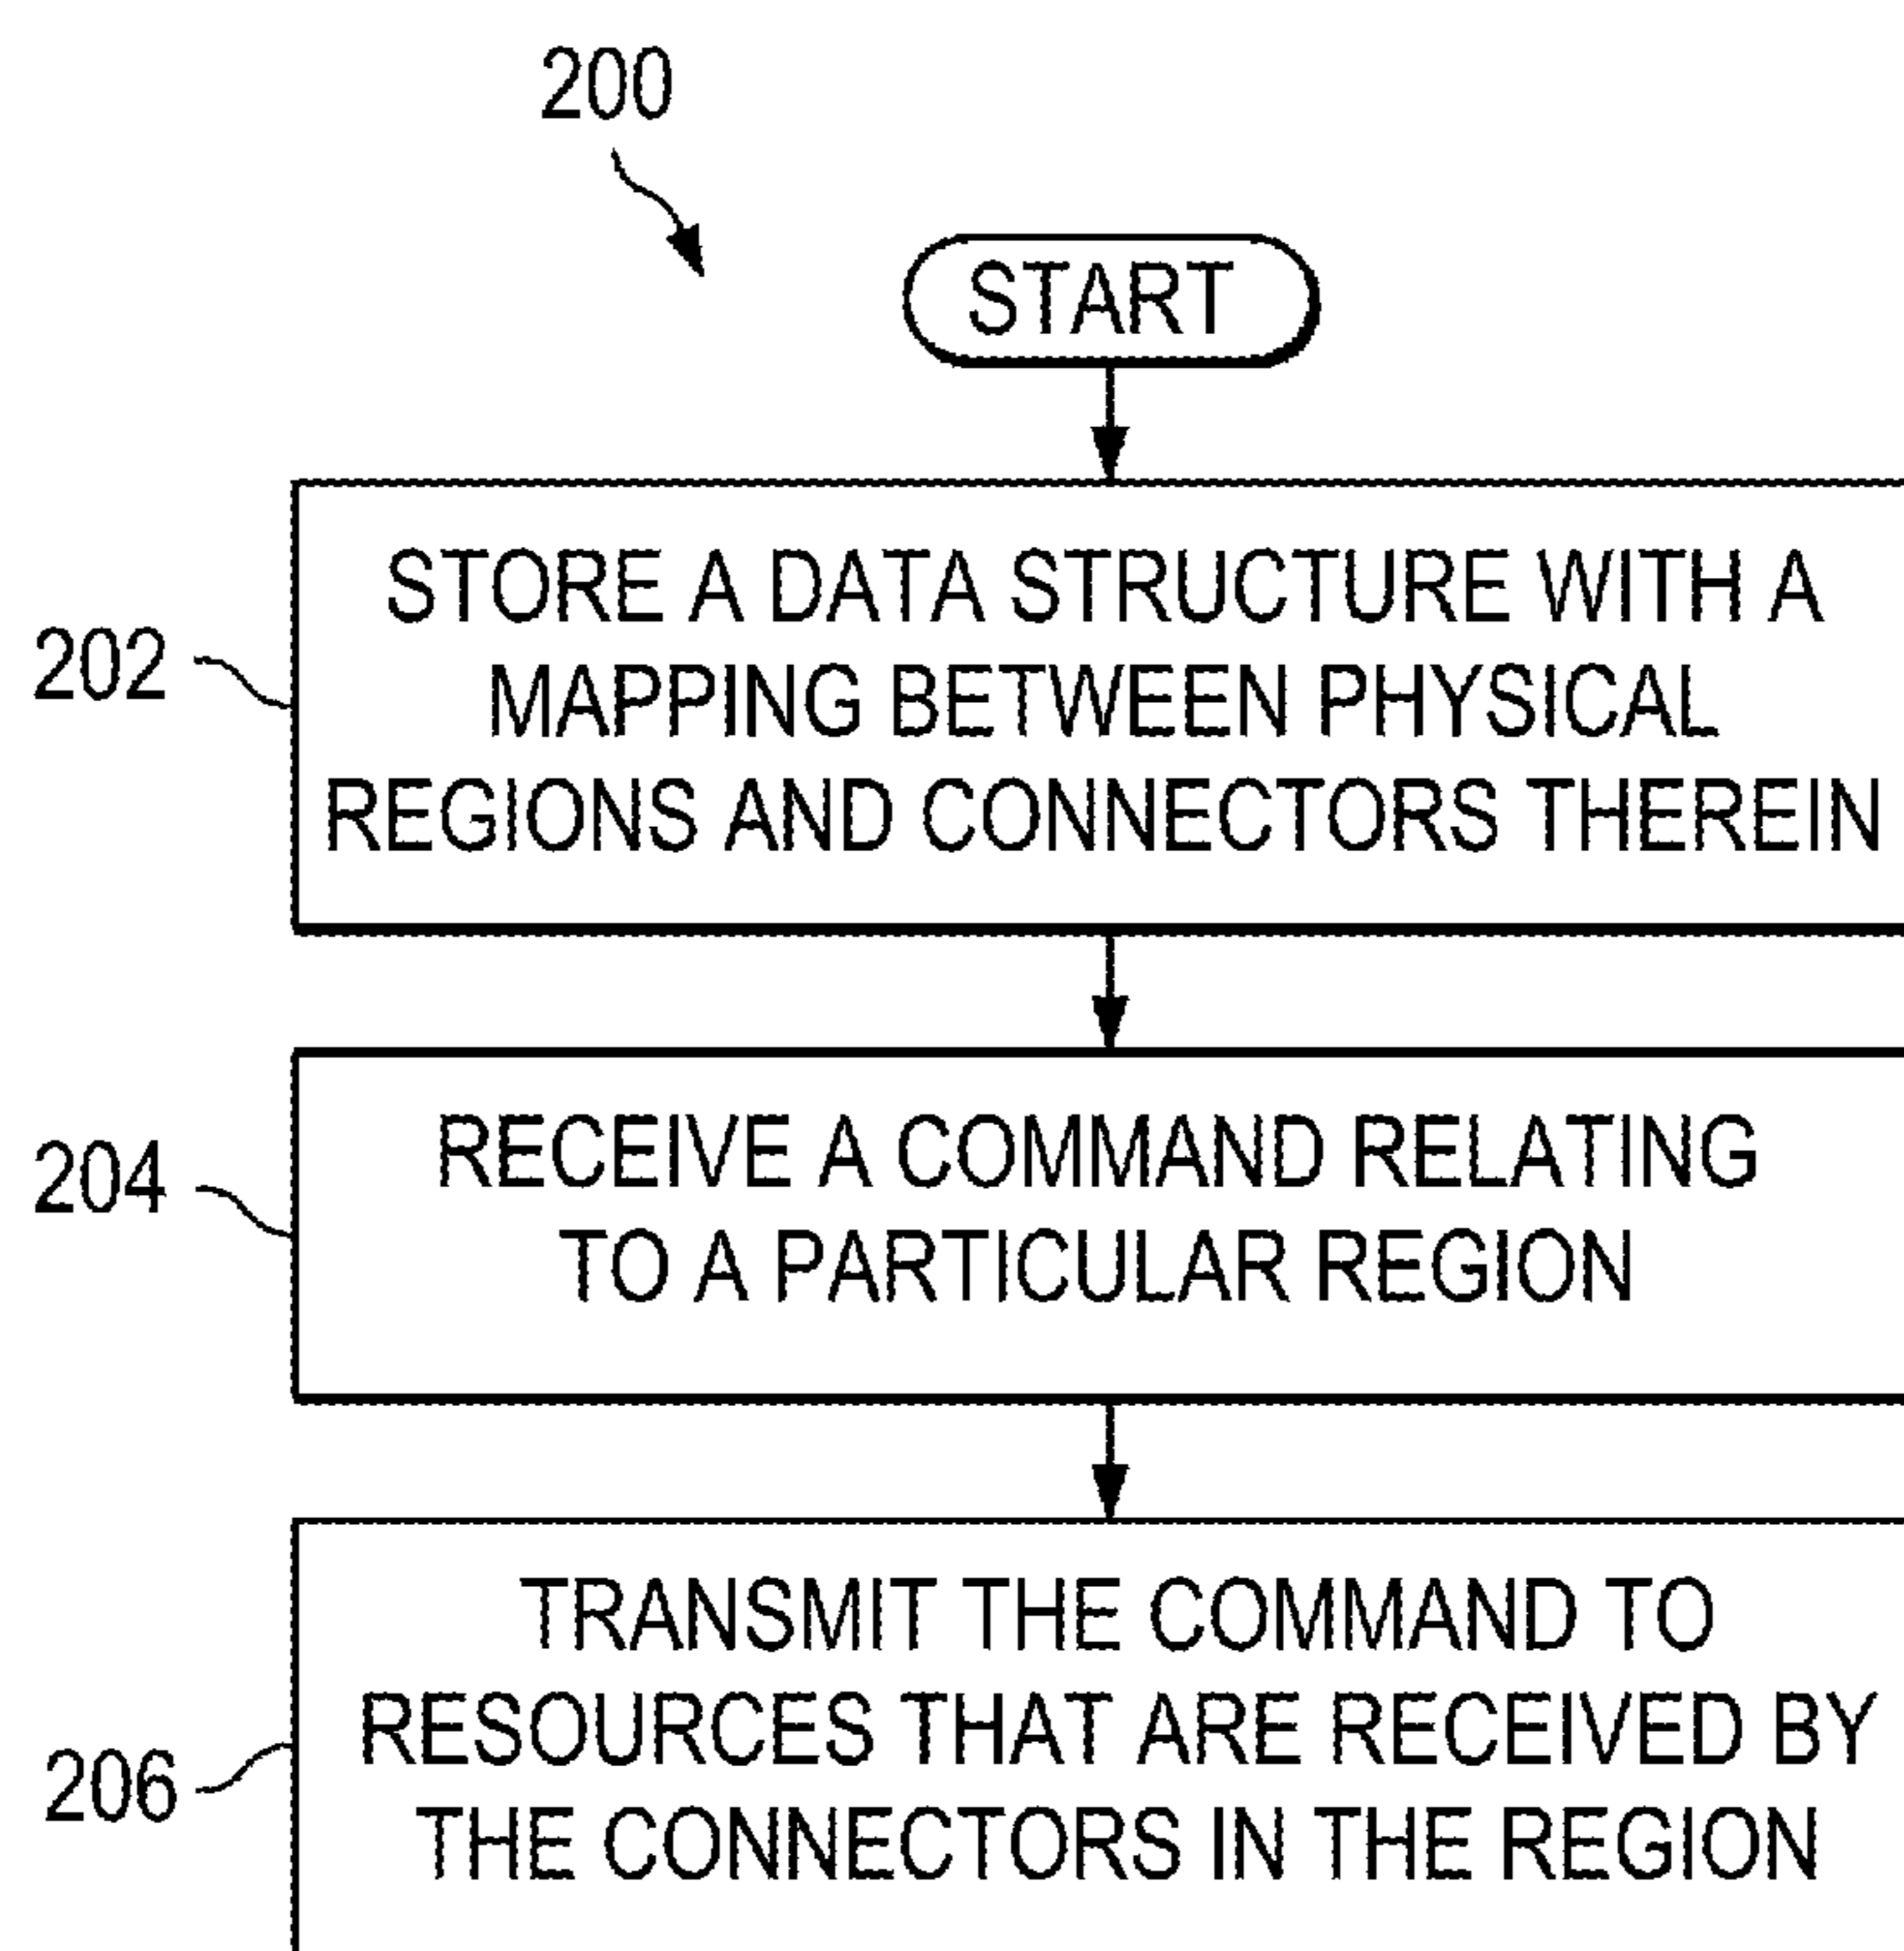 200
START
202
STORE A DATA STRUCTURE WITH A
MAPPING BETWEEN PHYSICAL
REGIONS AND CONNECTORS THEREIN
204
RECEIVE A COMMAND RELATING
TO A PARTICULAR REGION
206
TRANSMIT THE COMMAND TO
RESOURCES THAT ARE RECEIVED BY
THE CONNECTORS IN THE REGION